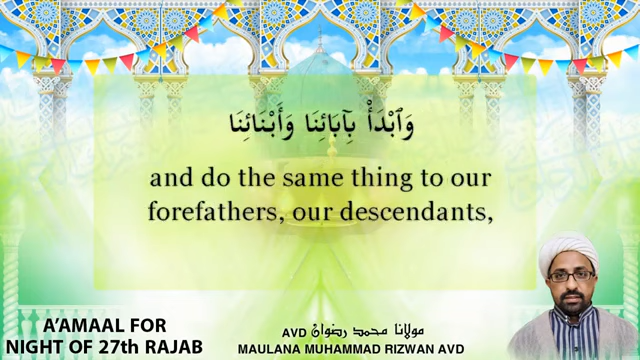 وَٱبْدَأْ بِآبَائِنَا وَأَبْنَائِنَا
and do the same thing to our
forefathers, our descendants,
A'AMAAL FOR
NIGHT OF 27th RAJAB
مولانا محمد رضوان AVD
MAULANA MUHAMMAD RIZWAN AVD